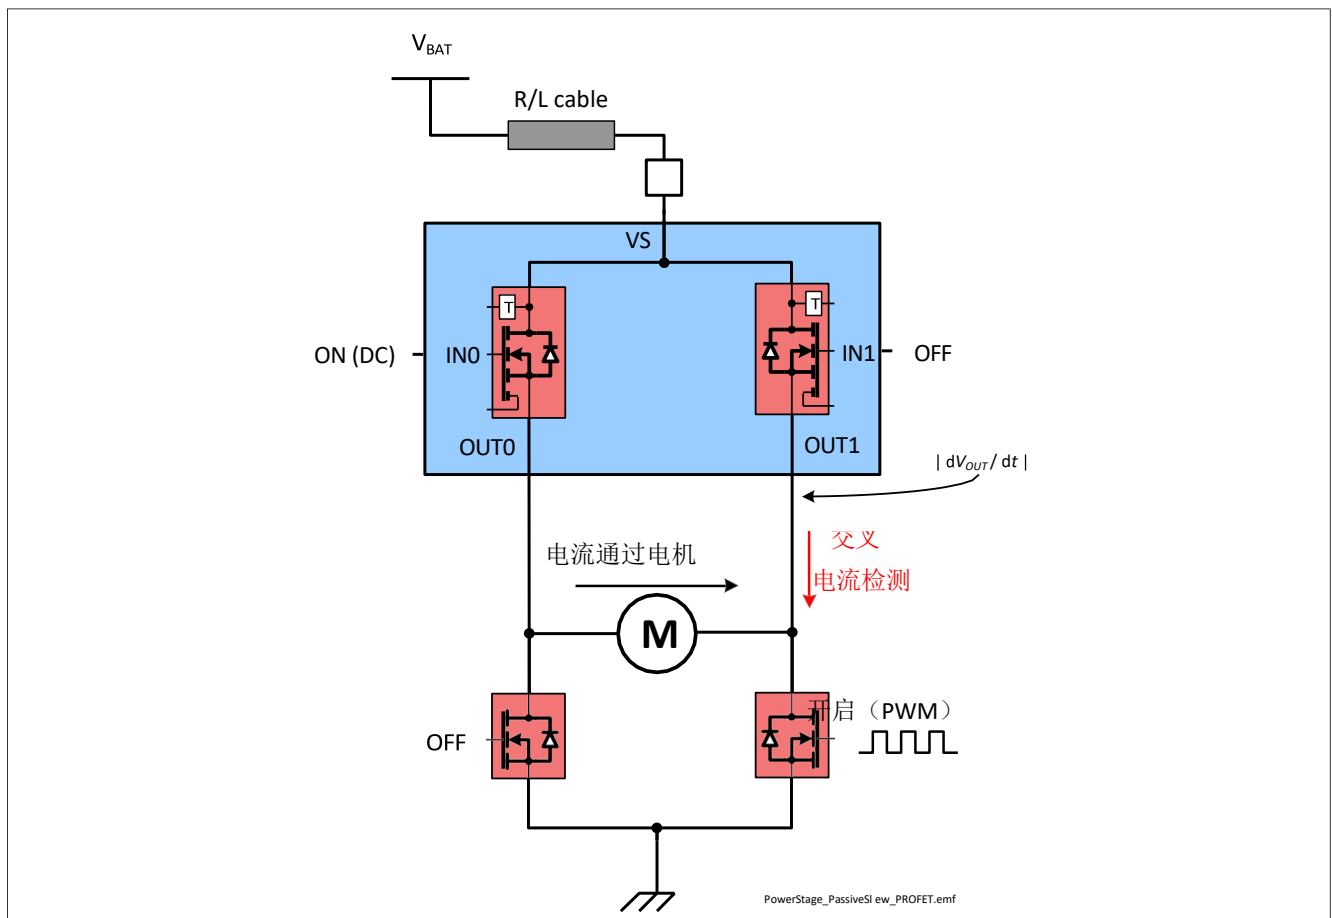 VBAT
R/L cable
VS
T
T
ON (DC)
IN0
IN1
OFF
OUT0
OUT1
| dVOUT / dt |
交叉
电流检测
电流通过电机
M
开启（PWM）
OFF
PowerStage_PassiveSl ew_PROFET.emf